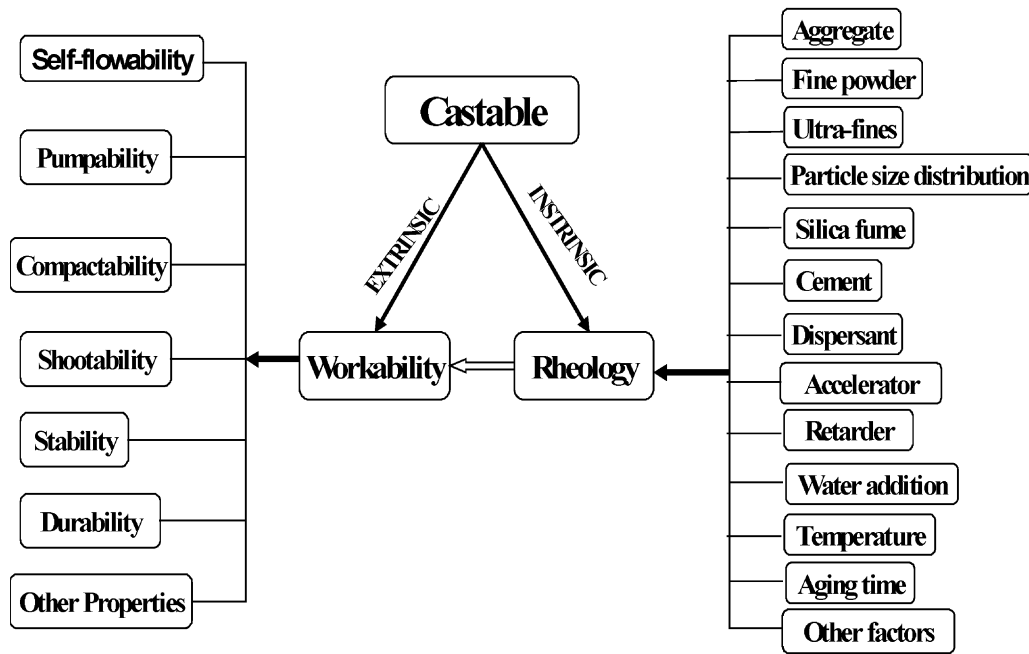 Self-flowability
Pumpability
Compactability
Shootability
Stability
Durability
Other Properties
Castable
EXTRINSIC
INSTRINSIC
Workability
Rheology
Aggregate
Fine powder
Ultra-fines
Particle size distribution
Silica fume
Cement
Dispersant
Accelerator
Retarder
Water addition
Temperature
Aging time
Other factors